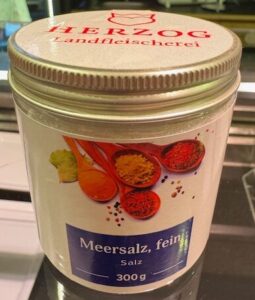 HERZOG
Landfleischerei
Meersalz, fein
Salz
300 g